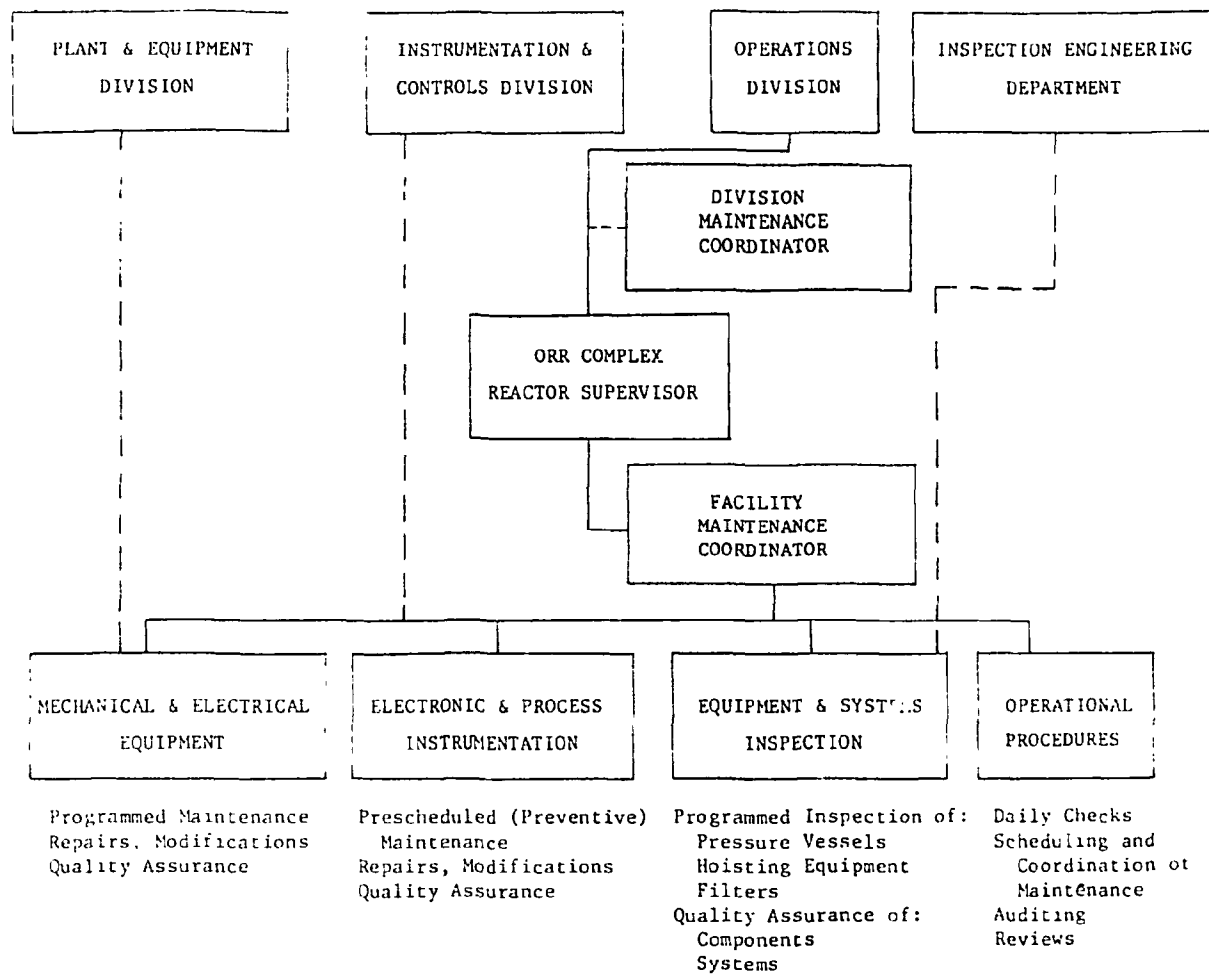 PLANT & EQUIPMENT
DIVISION
INSTRUMENTATION &
CONTROLS DIVISION
OPERATIONS
DIVISION
INSPECTION ENGINEERING
DEPARTMENT
DIVISION
MAINTENANCE
COORDINATOR
ORR COMPLEX
REACTOR SUPERVISOR
FACILITY
MAINTENANCE
COORDINATOR
MECHANICAL & ELECTRICAL
EQUIPMENT
ELECTRONIC & PROCESS
INSTRUMENTATION
EQUIPMENT & SYSTEMS
INSPECTION
OPERATIONAL
PROCEDURES
Programmed Maintenance
Repairs, Modifications
Quality Assurance
Prescheduled (Preventive)
Maintenance
Repairs, Modifications
Quality Assurance
Programmed Inspection of:
Pressure Vessels
Hoisting Equipment
Filters
Quality Assurance of:
Components
Systems
Daily Checks
Scheduling and
Coordination of
Maintenance
Auditing
Reviews